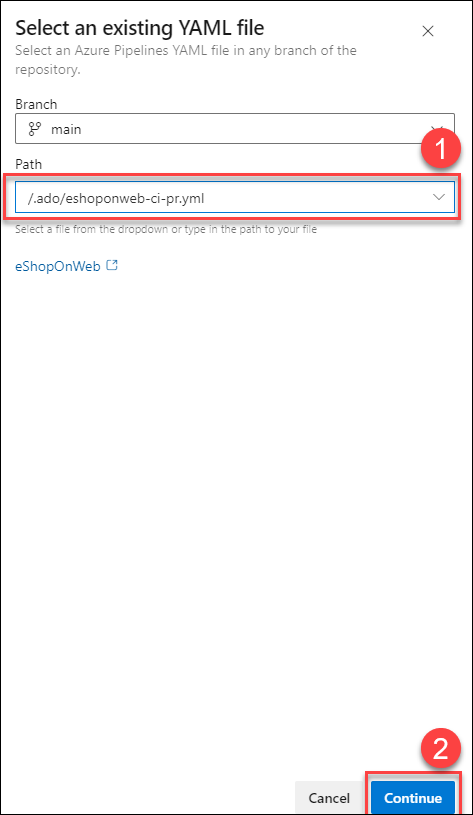 Select an existing YAML file
Select an Azure Pipelines YAML file in any branch of the
repository.
Branch
main
1
Path
/.ado/eshoponweb-ci-pr.yml
Select a file from the dropdown or type in the path to your file
eShopOnWeb
2
Cancel
Continue